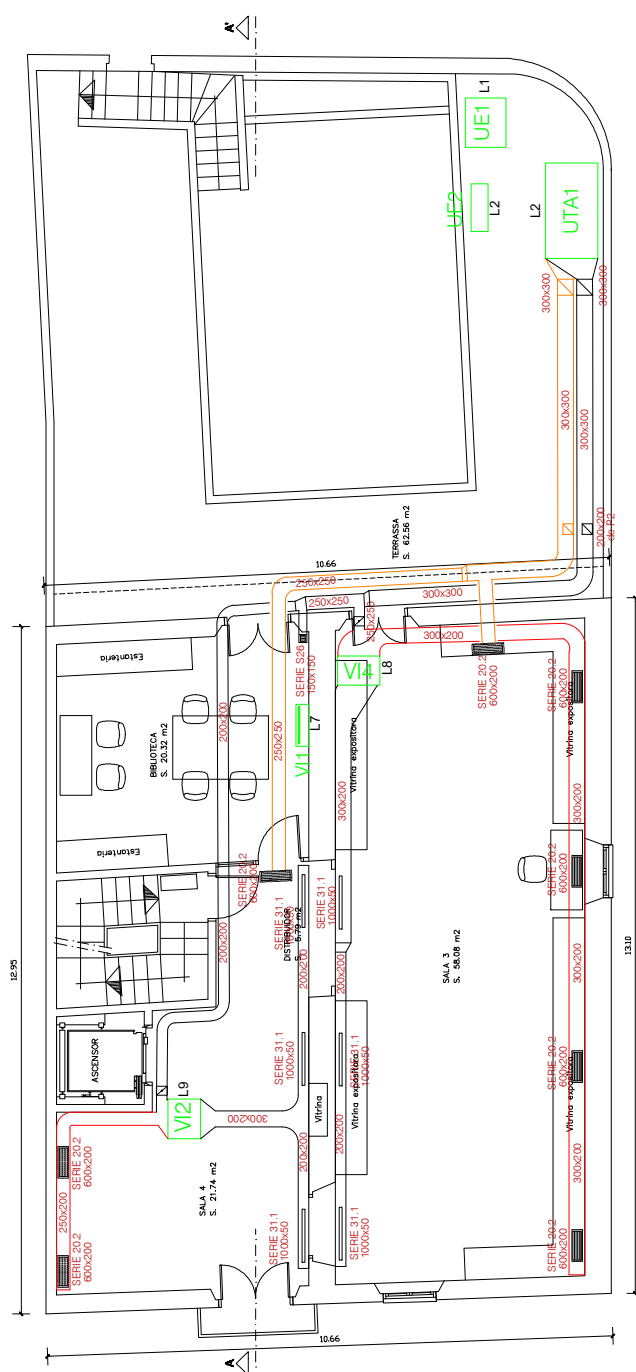 A'
L1
UE1
UE2
L2
L2
UTA1
300x300
300x300
300x300
300x300
200x200
de P2
TERRASSA
S. 62.56 m2
10.66
250x250
250x250
300x300
250x250
300x200
12.95
13.10
Estanteria
BIBLIOTECA
S. 20.32 m2
Estanteria
200x200
250x250
SERIE S26
150x150
VI1
L7
VI4
L8
Vitrina expositora
300x200
SERIE 20.2
600x200
SERIE 20.2
600x200
Vitrina expositora
300x200
SERIE 20.2
600x200
SERIE 20.2
600x200
SERIE 31.1
1000x50
DISTRIBUIDOR
S. 5.79 m2
SERIE 31.1
1000x50
200x200
200x200
200x200
SALA 3
S. 58.08 m2
300x200
ASCENSOR
SERIE 31.1
1000x50
SERIE 31.1
1000x50
Vitrina expositora
SERIE 20.2
600x200
Vitrina expositora
L9
VI2
300x200
Vitrina
200x200
200x200
300x200
SERIE 20.2
600x200
250x200
SALA 4
S. 21.74 m2
SERIE 20.2
600x200
SERIE 31.1
1000x50
SERIE 31.1
1000x50
SERIE 20.2
600x200
10.66
A